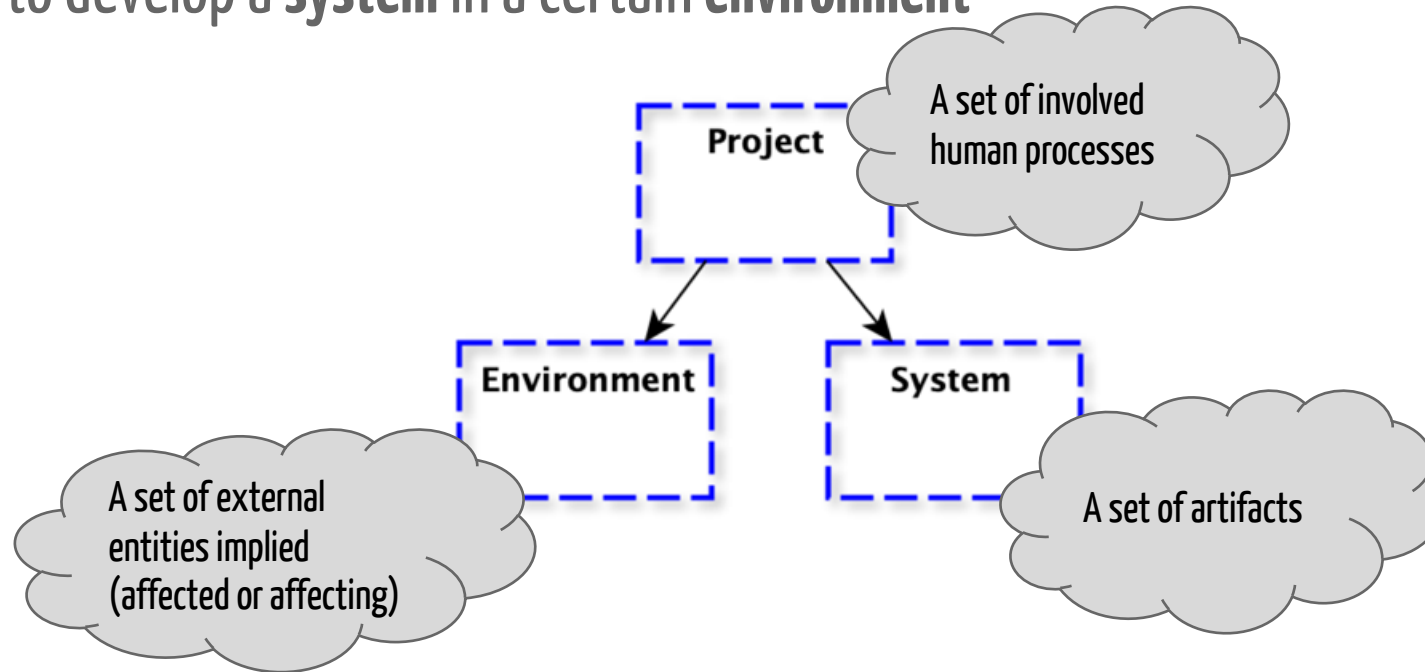 to develop a system in a certain environment
A set of involved
human processes
Project
Environment
System
A set of external
entities implied
(affected or affecting)
A set of artifacts